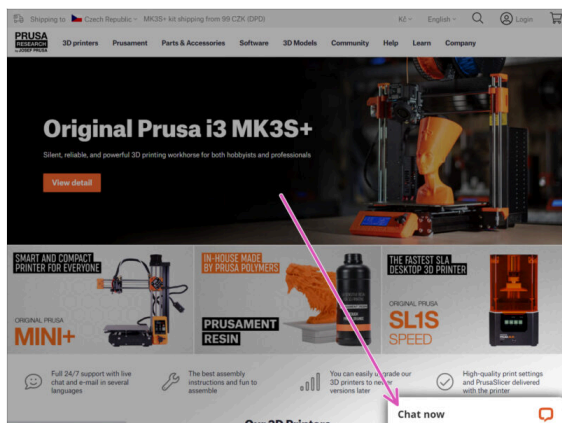 Shipping to Czech Republic MK3S+ kit shipping from 99 CZK (DPD) Kč English Login
PRUSA
RESEARCH
by JOSEF PRUSA
3D printers Prusament Parts & Accessories Software 3D Models Community Help Learn Company
Original Prusa i3 MK3S+
Silent, reliable, and powerful 3D printing workhorse for both hobbyists and professionals
View detail
SMART AND COMPACT
PRINTER FOR EVERYONE
ORIGINAL PRUSA
MINI+
IN-HOUSE MADE
BY PRUSA POLYMERS
PRUSAMENT
RESIN
THE FASTEST SLA
DESKTOP 3D PRINTER
ORIGINAL PRUSA
SL1S
SPEED
Full 24/7 support with live
chat and e-mail in several
languages
The best assembly
instructions and fun to
assemble
You can easily upgrade our
3D printers to newer
versions later
High-quality print settings
and PrusaSlicer delivered
with the printer
Our 3D Printers
Chat now